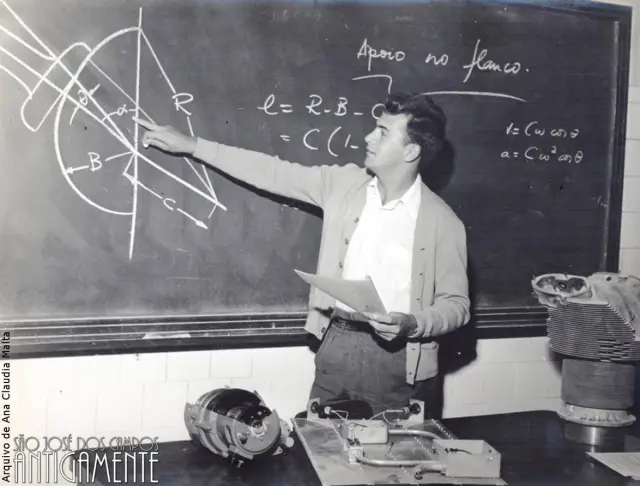 Apoio no flanco.
R
α
B
C
l = R - B - C
= C (1 -
v = Cω cos θ
a = Cω² cos θ
Arquivo de Ana Claudia Malta
SÃO JOSÉ DOS CAMPOS
ANTIGAMENTE